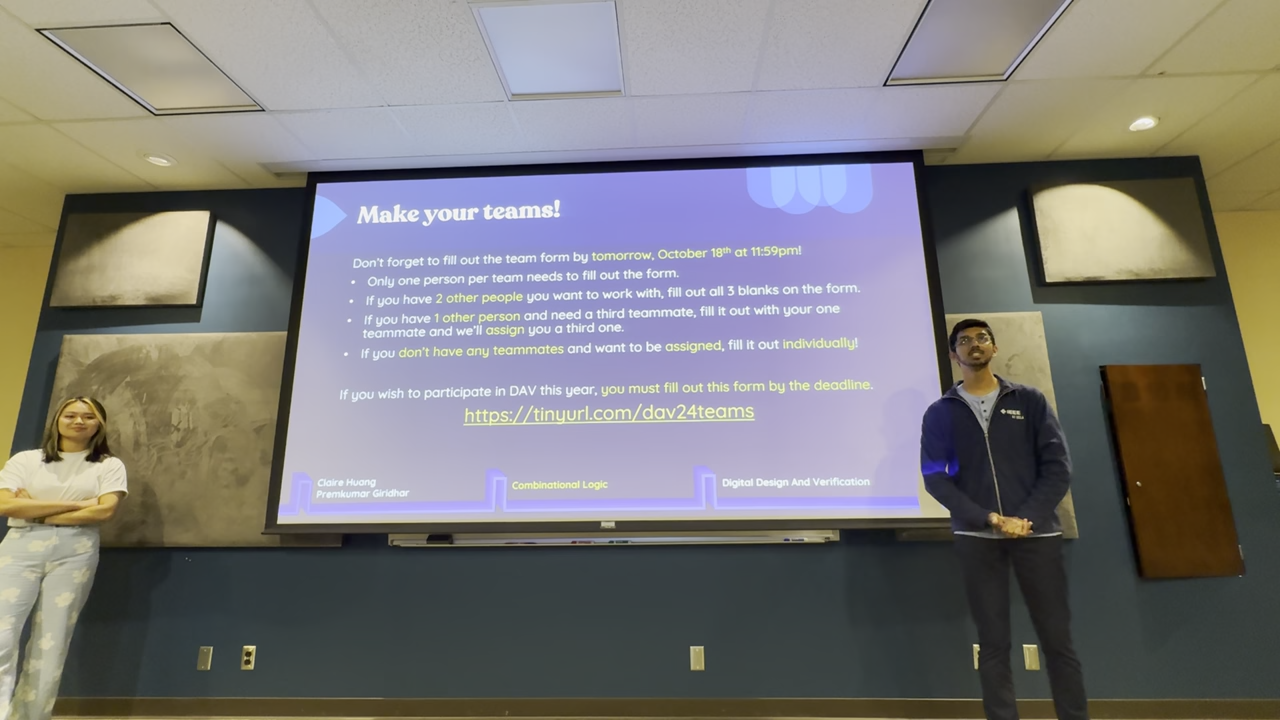 Make your teams!
Don't forget to fill out the team form by tomorrow, October 18th at 11:59pm!
• Only one person per team needs to fill out the form.
• If you have 2 other people you want to work with, fill out all 3 blanks on the form.
• If you have 1 other person and need a third teammate, fill it out with your one
teammate and we'll assign you a third one.
• If you don't have any teammates and want to be assigned, fill it out individually!
If you wish to participate in DAV this year, you must fill out this form by the deadline.
https://tinyurl.com/dav24teams
Claire Huang
Premkumar Giridhar
Combinational Logic
Digital Design And Verification